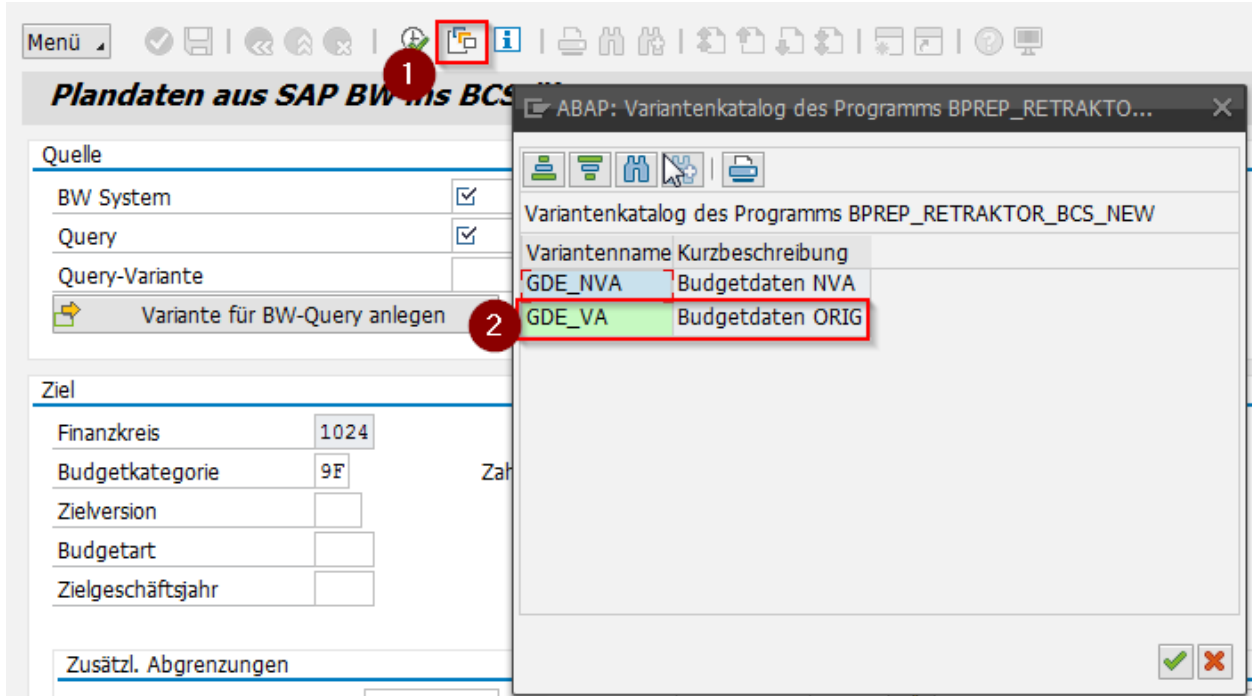 Menü
1
Plandaten aus SAP BW ins BCS
ABAP: Variantenkatalog des Programms BPREP_RETRAKTO...
Quelle
BW System
Query
Query-Variante
Variante für BW-Query anlegen
Variantenkatalog des Programms BPREP_RETRAKTOR_BCS_NEW
Variantenname Kurzbeschreibung
GDE_NVA Budgetdaten NVA
2 GDE_VA Budgetdaten ORIG
Ziel
Finanzkreis 1024
Budgetkategorie 9F Zah
Zielversion
Budgetart
Zielgeschäftsjahr
Zusätzl. Abgrenzungen